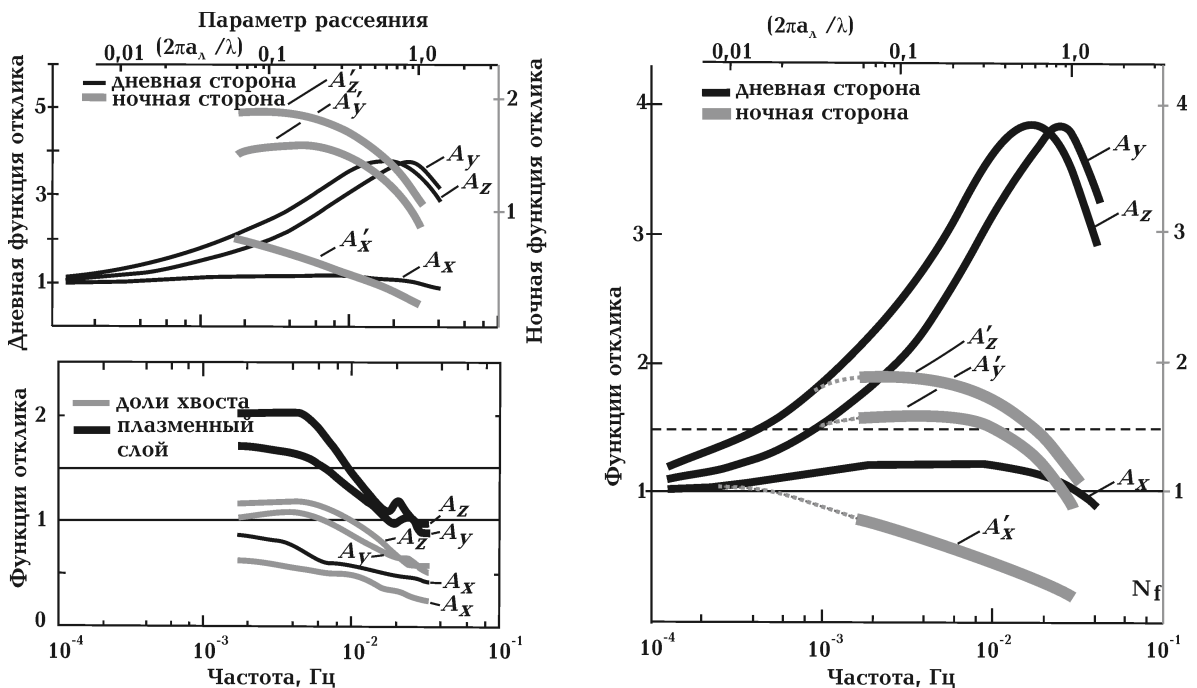 Параметр рассеяния
(2πaл /λ)
0,01
0,1
1,0
дневная сторона
ночная сторона
A′z
A′y
Ay
Az
A′x
Ax
5
3
1
2
1
Дневная функция отклика
Ночная функция отклика
доли хвоста
плазменный
слой
Az
Az
Ay
Ay
Ax
Ax
2
1
0
Функции отклика
10-4
10-3
10-2
10-1
Частота, Гц
(2πaл /λ)
0,01
0,1
1,0
дневная сторона
ночная сторона
Ay
Az
A′z
A′y
Ax
A′x
Nf
4
3
2
1
4
3
2
1
Функции отклика
10-4
10-3
10-2
10-1
Частота, Гц